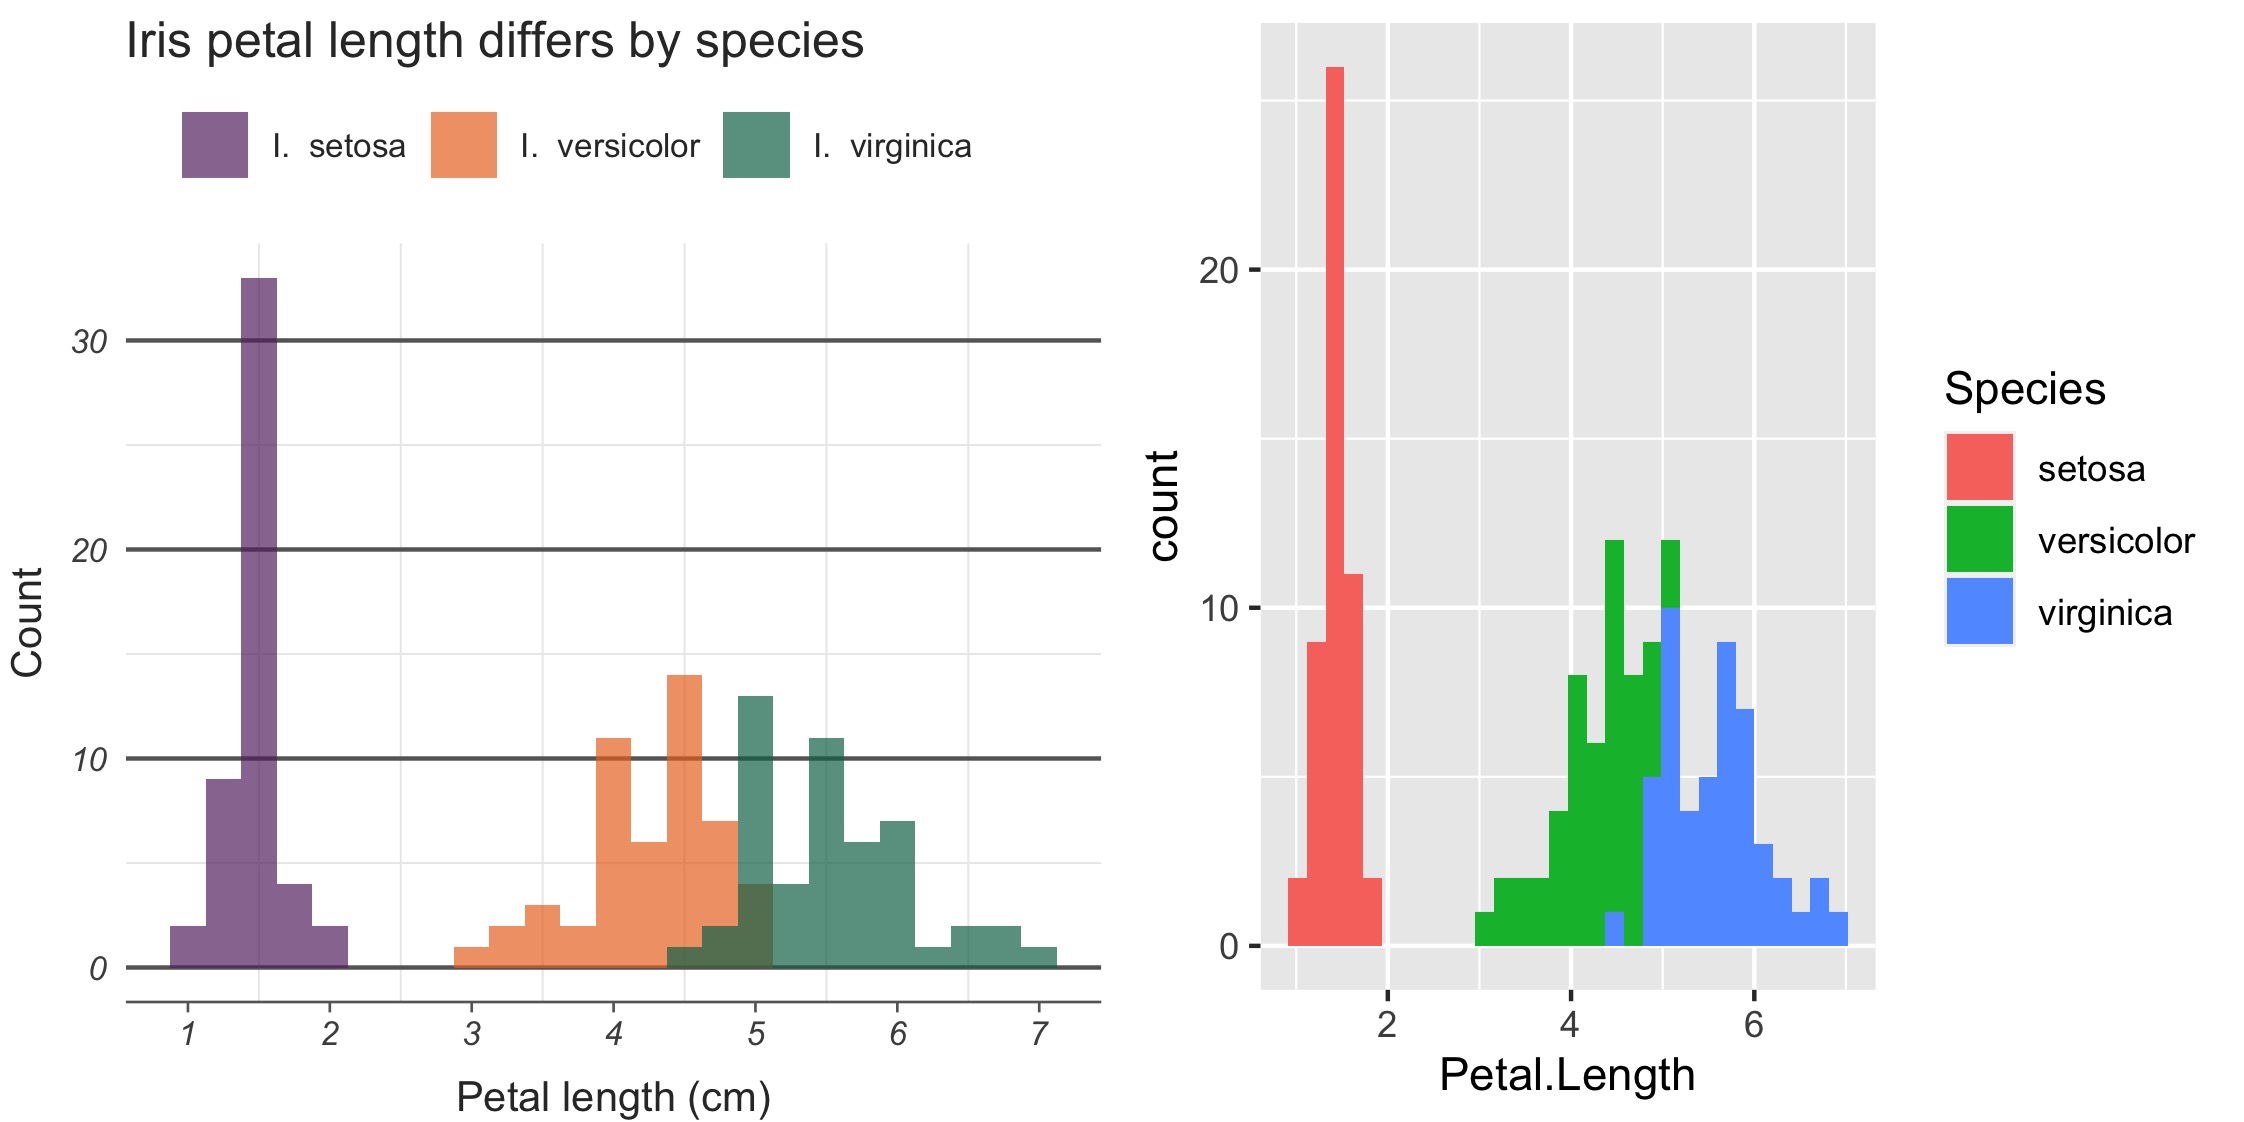 Iris petal length differs by species
I. setosa I. versicolor I. virginica
Count
30
20
10
0
1 2 3 4 5 6 7
Petal length (cm)
count
20
10
0
2 4 6
Petal.Length
Species
setosa
versicolor
virginica